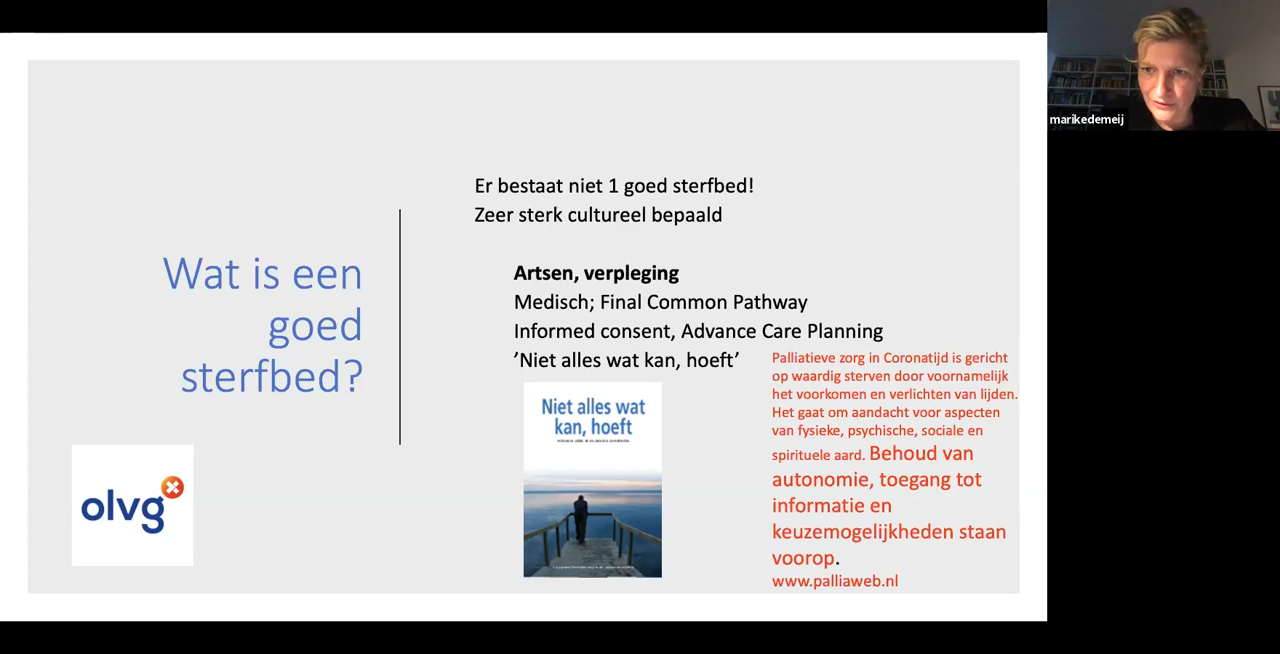 Wat is een
goed
sterfbed?
olvg
Er bestaat niet 1 goed sterfbed!
Zeer sterk cultureel bepaald
Artsen, verpleging
Medisch; Final Common Pathway
Informed consent, Advance Care Planning
’Niet alles wat kan, hoeft’
Niet alles wat
kan, hoeft
Palliatieve zorg in Coronatijd is gericht
op waardig sterven door voornamelijk
het voorkomen en verlichten van lijden.
Het gaat om aandacht voor aspecten
van fysieke, psychische, sociale en
spirituele aard. Behoud van
autonomie, toegang tot
informatie en
keuzemogelijkheden staan
voorop.
www.palliaweb.nl
marikedemeij